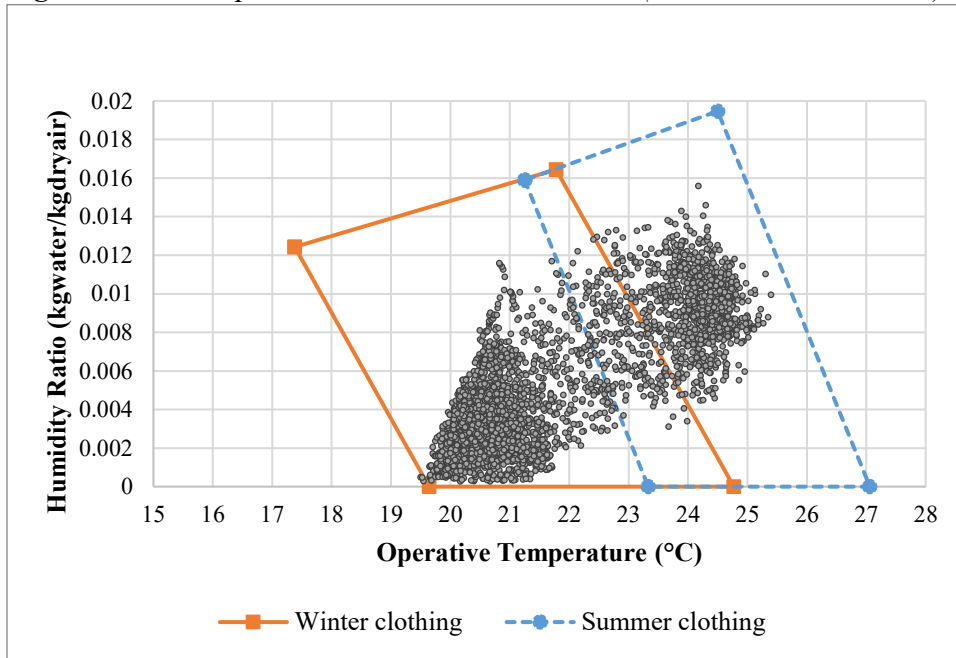 Humidity Ratio (kgwater/kgdryair)
0.02
0.018
0.016
0.014
0.012
0.01
0.008
0.006
0.004
0.002
0
15 16 17 18 19 20 21 22 23 24 25 26 27 28
Operative Temperature (°C)
Winter clothing Summer clothing